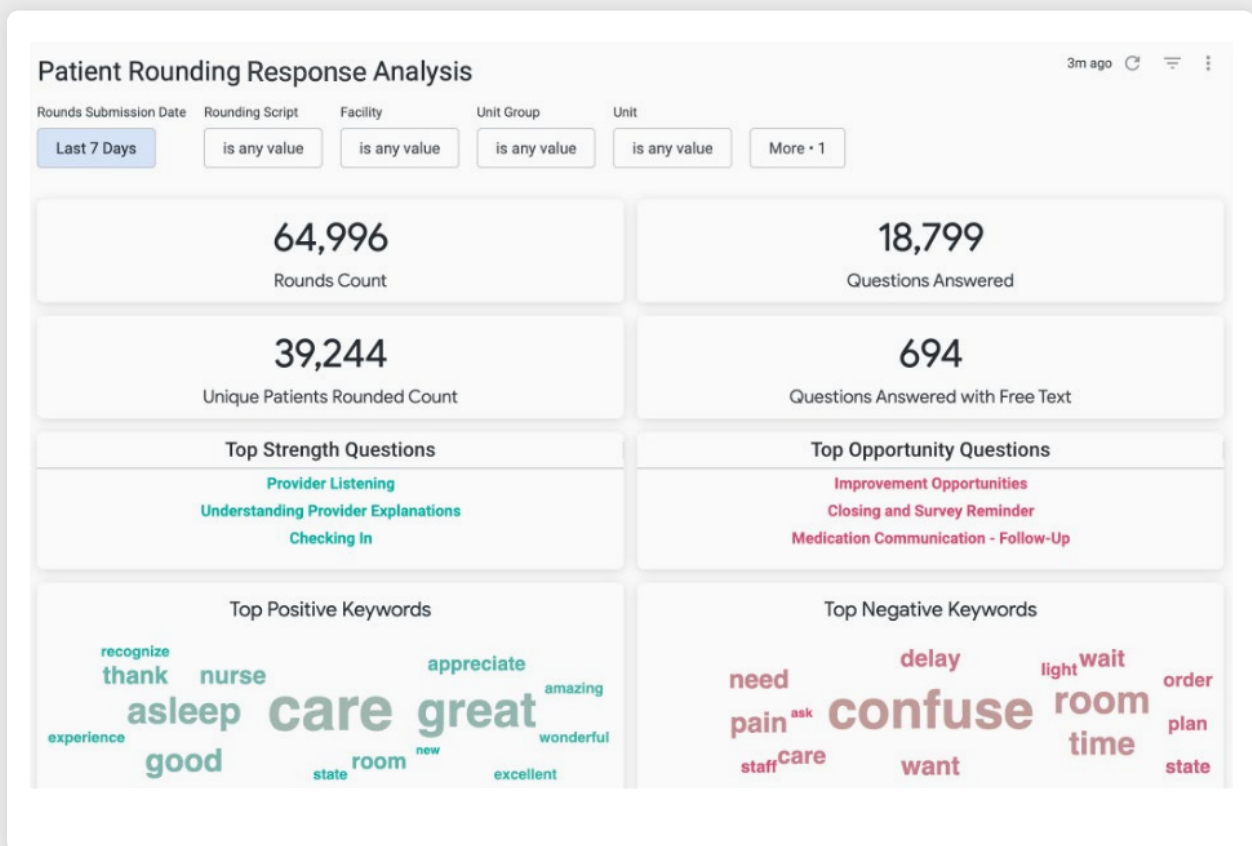 Patient Rounding Response Analysis
3m ago
Rounds Submission Date Rounding Script Facility Unit Group Unit
Last 7 Days is any value is any value is any value is any value More • 1
64,996
Rounds Count
18,799
Questions Answered
39,244
Unique Patients Rounded Count
694
Questions Answered with Free Text
Top Strength Questions
Provider Listening
Understanding Provider Explanations
Checking In
Top Opportunity Questions
Improvement Opportunities
Closing and Survey Reminder
Medication Communication - Follow-Up
Top Positive Keywords
recognize
thank nurse appreciate
amazing
asleep care great
experience wonderful
good state room new excellent
Top Negative Keywords
delay light wait
need order
pain ask confuse room plan
time
staff care want state